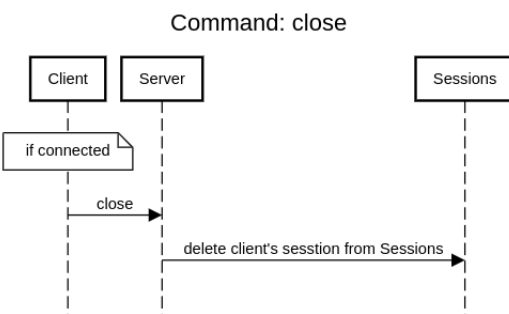 Command: close
Client
Server
Sessions
if connected
close
delete client's sesstion from Sessions